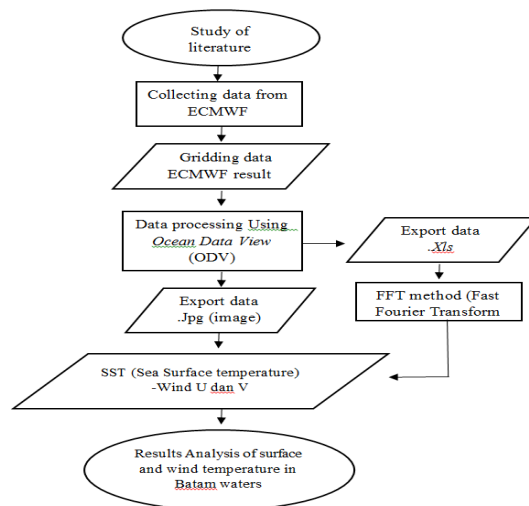 Study of
literature
Collecting data from
ECMWF
Gridding data
ECMWF result
Data processing Using
Ocean Data View
(ODV)
Export data
.Xls
Export data
.Jpg (image)
FFT method (Fast
Fourier Transform
SST (Sea Surface temperature)
-Wind U dan V
Results Analysis of surface
and wind temperature in
Batam waters